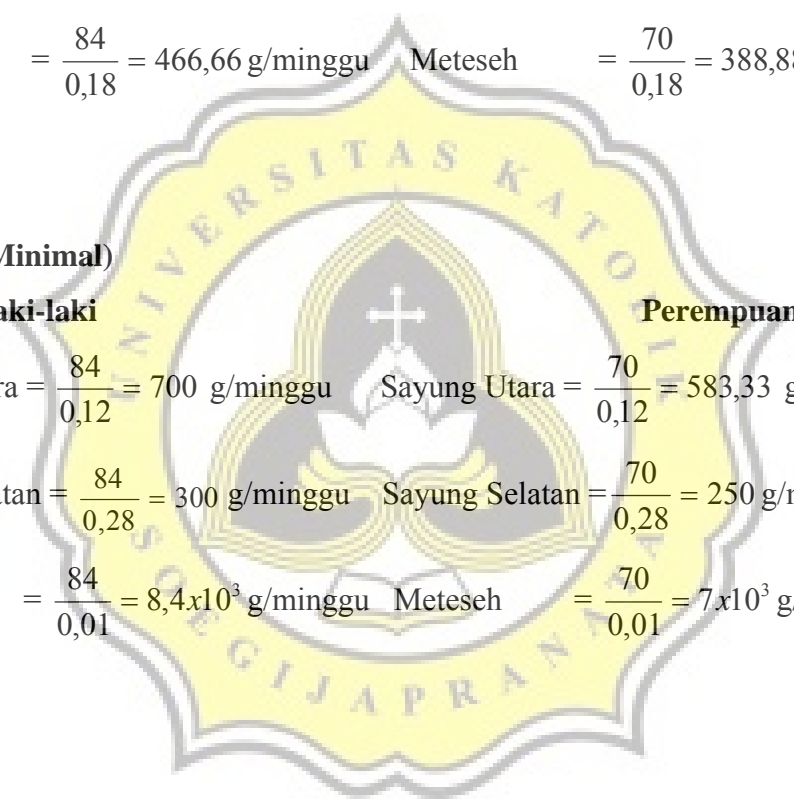 = 84/0,18 = 466,66 g/minggu Meteseh = 70/0,18 = 388,88
Minimal)
aki-laki Perempuan
ra = 84/0,12 = 700 g/minggu Sayung Utara = 70/0,12 = 583,33 g
atan = 84/0,28 = 300 g/minggu Sayung Selatan = 70/0,28 = 250 g/m
= 84/0,01 = 8,4x10³ g/minggu Meteseh = 70/0,01 = 7x10³ g/
UNIVERSITAS KATOLIK
SOEGIJAPRANATA